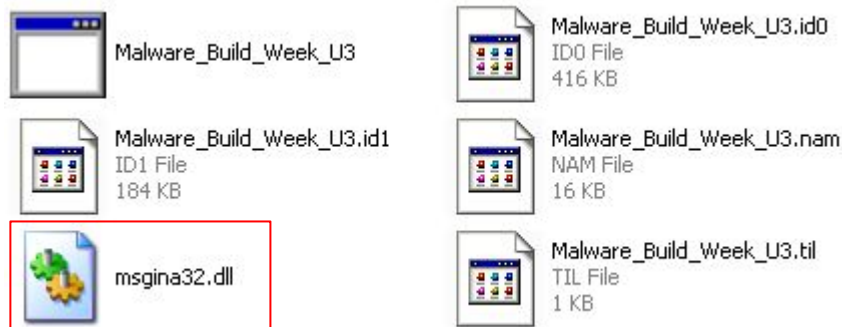 Malware_Build_Week_U3
Malware_Build_Week_U3.id0
ID0 File
416 KB
Malware_Build_Week_U3.id1
ID1 File
184 KB
Malware_Build_Week_U3.nam
NAM File
16 KB
msgina32.dll
Malware_Build_Week_U3.til
TIL File
1 KB